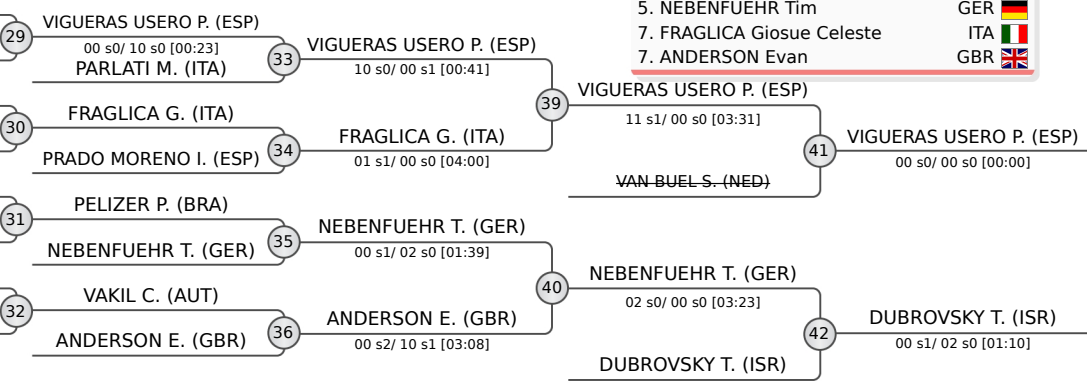 5. NEBENFUEHR Tim GER
7. FRAGLICA Giosue Celeste ITA
7. ANDERSON Evan GBR
29
VIGUERAS USERO P. (ESP)
00 s0/ 10 s0 [00:23]
PARLATI M. (ITA)
30
FRAGLICA G. (ITA)
PRADO MORENO I. (ESP)
31
PELIZER P. (BRA)
NEBENFUEHR T. (GER)
32
VAKIL C. (AUT)
ANDERSON E. (GBR)
33
VIGUERAS USERO P. (ESP)
10 s0/ 00 s1 [00:41]
34
FRAGLICA G. (ITA)
01 s1/ 00 s0 [04:00]
35
NEBENFUEHR T. (GER)
00 s1/ 02 s0 [01:39]
36
ANDERSON E. (GBR)
00 s2/ 10 s1 [03:08]
39
VIGUERAS USERO P. (ESP)
11 s1/ 00 s0 [03:31]
VAN BUEL S. (NED)
40
NEBENFUEHR T. (GER)
02 s0/ 00 s0 [03:23]
DUBROVSKY T. (ISR)
41
VIGUERAS USERO P. (ESP)
00 s0/ 00 s0 [00:00]
42
DUBROVSKY T. (ISR)
00 s1/ 02 s0 [01:10]